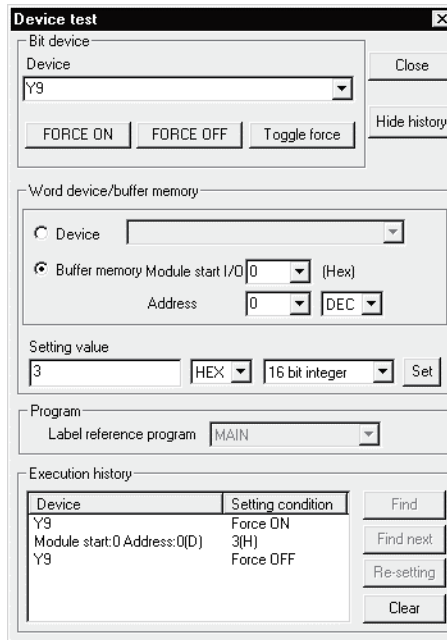 Device test
Bit device
Device
Y9
Close
FORCE ON FORCE OFF Toggle force
Hide history
Word device/buffer memory
Device
Buffer memory Module start I/O 0 (Hex)
Address 0 DEC
Setting value
3 HEX 16 bit integer Set
Program
Label reference program MAIN
Execution history
Device Setting condition
Y9 Force ON
Module start:0 Address:0(D) 3(H)
Y9 Force OFF
Find
Find next
Re-setting
Clear